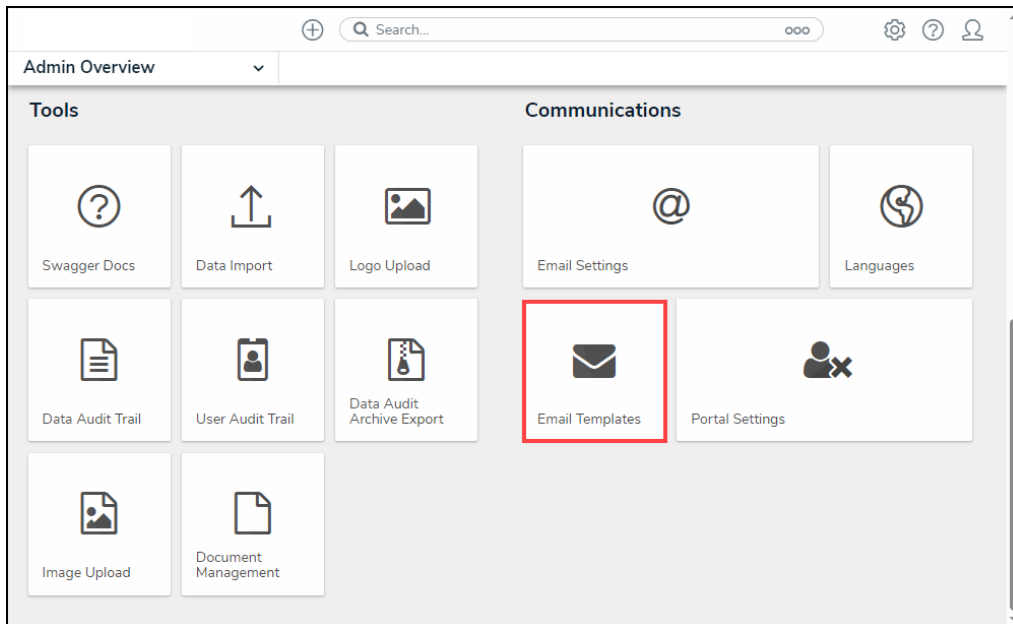 Search...
Admin Overview
Tools
Communications
Swagger Docs
Data Import
Logo Upload
Email Settings
Languages
Data Audit Trail
User Audit Trail
Data Audit
Archive Export
Email Templates
Portal Settings
Image Upload
Document
Management